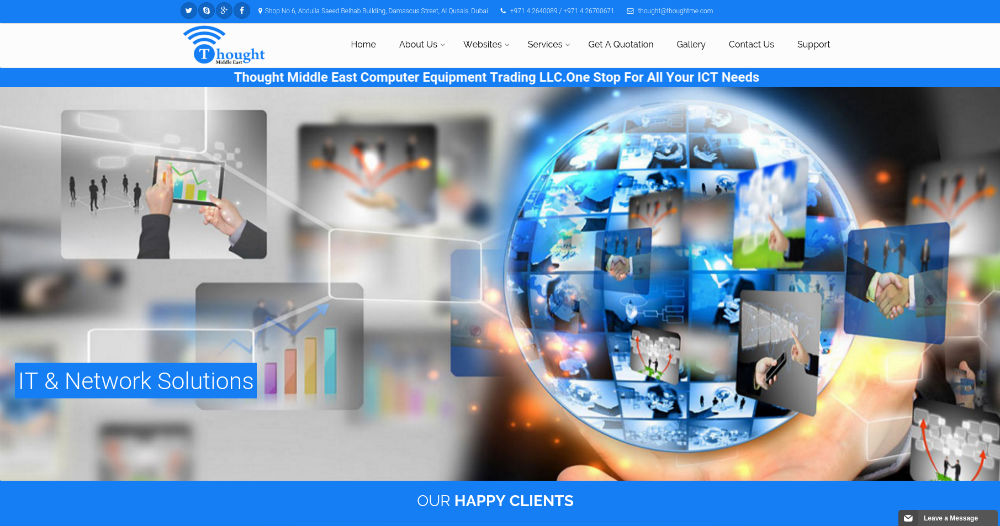 Shop No 6, Abdulla Saeed Belhab Building, Damascus Street, Al Qusais, Dubai +971 4 2640089 / +971 4 26700671 thought@thoughtme.com
Thought
Middle East
Home About Us Websites Services Get A Quotation Gallery Contact Us Support
Thought Middle East Computer Equipment Trading LLC.One Stop For All Your ICT Needs
IT & Network Solutions
OUR HAPPY CLIENTS
Leave a Message